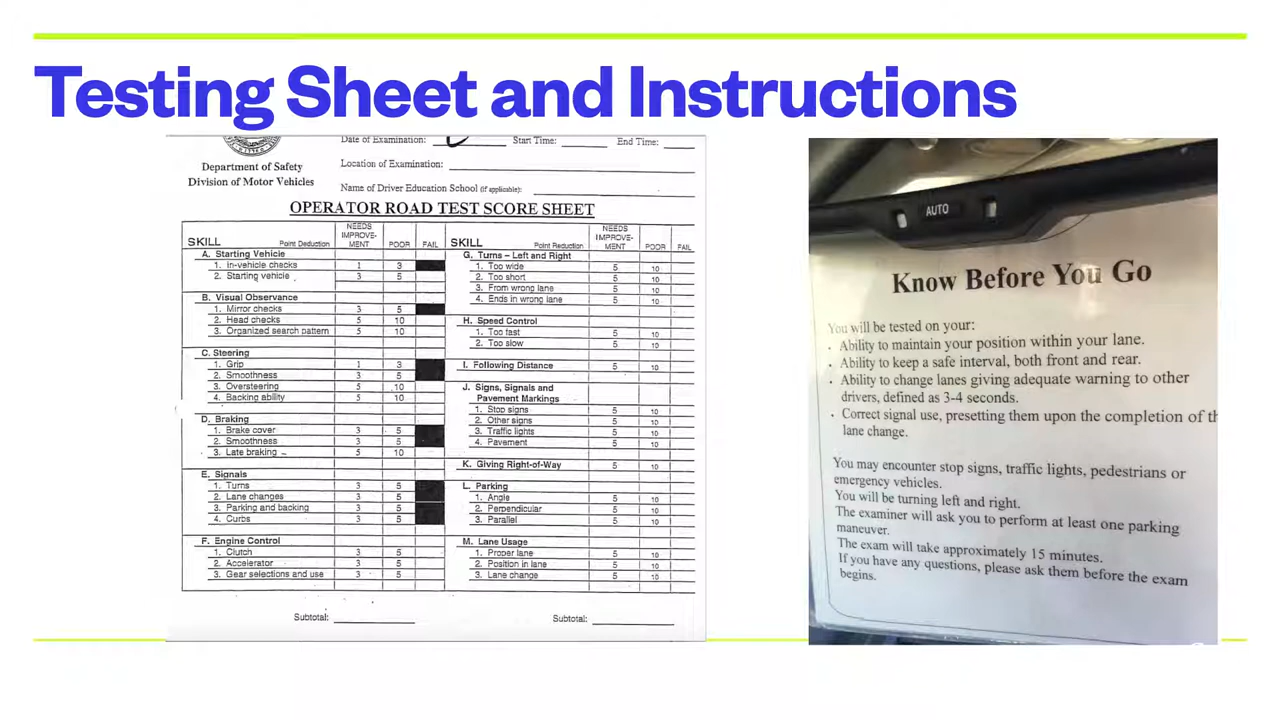 Testing Sheet and Instructions
Date of Examination: Start Time: End Time:
Department of Safety
Division of Motor Vehicles
Location of Examination:
Name of Driver Education School (if applicable):
OPERATOR ROAD TEST SCORE SHEET
SKILL Point Deduction NEEDS IMPROVE-MENT POOR FAIL
A. Starting Vehicle
1. In-vehicle checks 1 3
2. Starting vehicle 3 5
B. Visual Observance
1. Mirror checks 3 5
2. Head checks 5 10
3. Organized search pattern 5 10
C. Steering
1. Grip 1 3
2. Smoothness 3 5
3. Oversteering 5 10
4. Backing ability 5 10
D. Braking
1. Brake cover 3 5
2. Smoothness 3 5
3. Late braking 5 10
E. Signals
1. Turns 3 5
2. Lane changes 3 5
3. Parking and backing 3 5
4. Curbs 3 5
F. Engine Control
1. Clutch 3 5
2. Accelerator 3 5
3. Gear selections and use 3 5
Subtotal:
SKILL Point Reduction NEEDS IMPROVE-MENT POOR FAIL
G. Turns – Left and Right
1. Too wide 5 10
2. Too short 5 10
3. From wrong lane 5 10
4. Ends in wrong lane 5 10
H. Speed Control
1. Too fast 5 10
2. Too slow 5 10
I. Following Distance 5 10
J. Signs, Signals and
Pavement Markings
1. Stop signs 5 10
2. Other signs 5 10
3. Traffic lights 5 10
4. Pavement 5 10
K. Giving Right-of-Way 5 10
L. Parking
1. Angle 5 10
2. Perpendicular 5 10
3. Parallel 5 10
M. Lane Usage
1. Proper lane 5 10
2. Position in lane 5 10
3. Lane change 5 10
Subtotal:
AUTO
Know Before You Go
You will be tested on your:
· Ability to maintain your position within your lane.
· Ability to keep a safe interval, both front and rear.
· Ability to change lanes giving adequate warning to other
drivers, defined as 3-4 seconds.
· Correct signal use, presetting them upon the completion of th
lane change.
You may encounter stop signs, traffic lights, pedestrians or
emergency vehicles.
You will be turning left and right.
The examiner will ask you to perform at least one parking
maneuver.
The exam will take approximately 15 minutes.
If you have any questions, please ask them before the exam
begins.